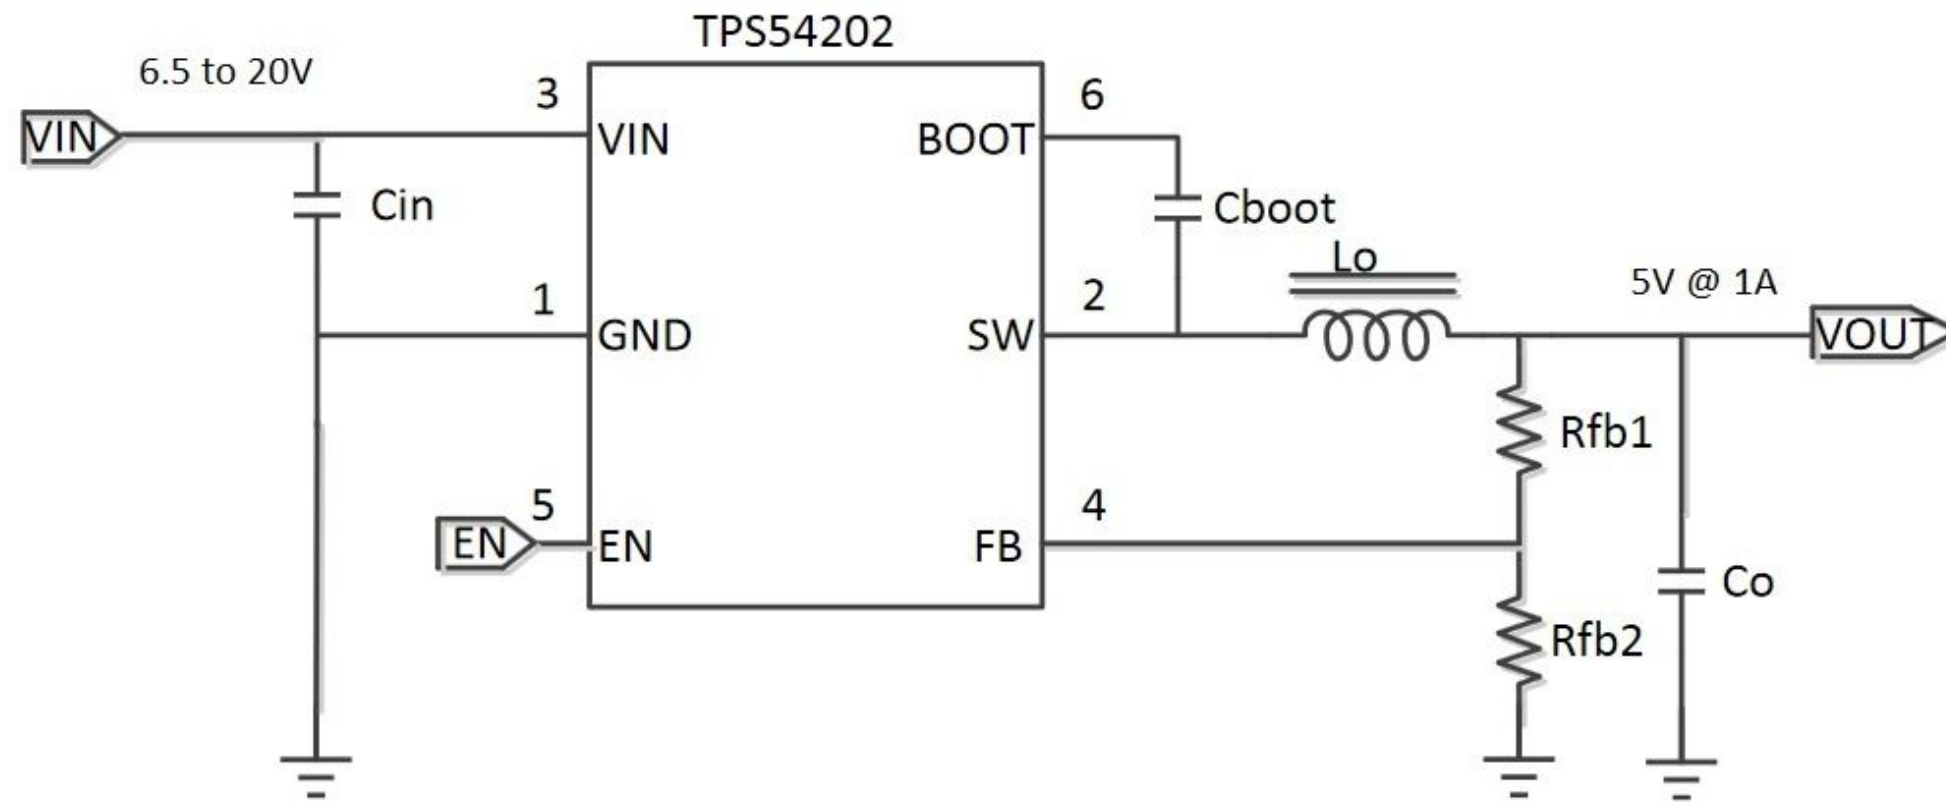 TPS54202
6.5 to 20V
3
6
VIN
VIN
BOOT
Cin
Cboot
Lo
1
2
5V @ 1A
GND
SW
VOUT
Rfb1
5
4
EN
EN
FB
Co
Rfb2